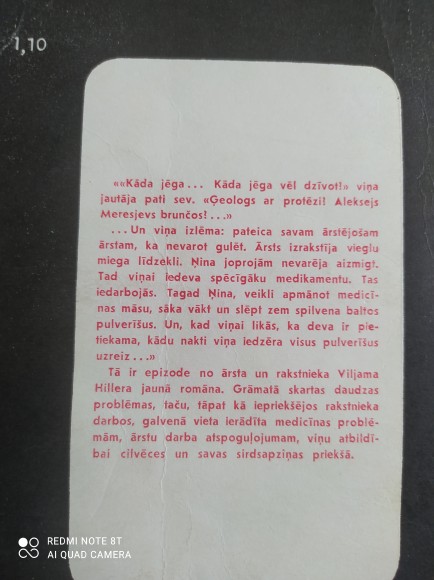 1,10
««Kāda jēga... Kāda jēga vēl dzīvot!» viņa
jautāja pati sev. «Ģeologs ar protēzi! Aleksejs
Meresjevs brunčos!...»
...Un viņa izlēma: pateica savam ārstējošam
ārstam, ka nevarot gulēt. Ārsts izrakstīja vieglu
miega līdzekli. Ņina joprojām nevarēja aizmigt.
Tad viņai iedeva spēcīgāku medikamentu. Tas
iedarbojās. Tagad Ņina, veikli apmānot medicī-
nas māsu, sāka vākt un slēpt zem spilvena baltos
pulverīšus. Un, kad viņai likās, ka deva ir pie-
tiekama, kādu nakti viņa iedzēra visus pulverīšus
uzreiz...»
Tā ir epizode no ārsta un rakstnieka Viljama
Hillera jaunā romāna. Grāmatā skartas daudzas
problēmas, taču, tāpat kā iepriekšējos rakstnieka
darbos, galvenā vieta ierādīta medicīnas problē-
mām, ārstu darba atspoguļojumam, viņu atbildī-
bai cilvēces un savas sirdsapziņas priekšā.
REDMI NOTE 8T
AI QUAD CAMERA